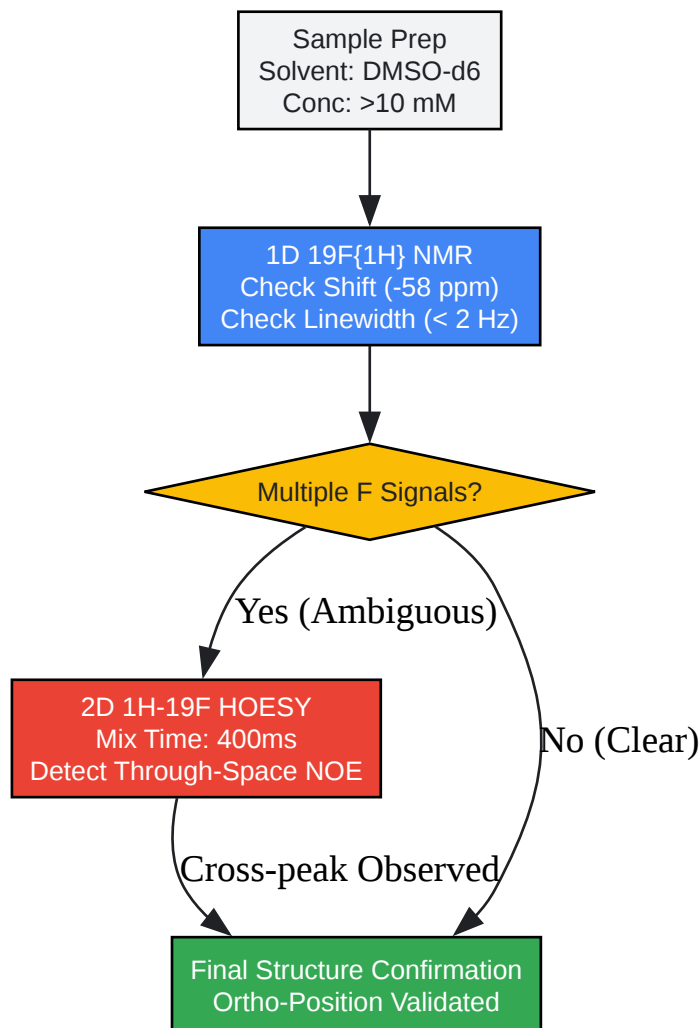 Sample Prep
Solvent: DMSO-d6
Conc: >10 mM
1D 19F{1H} NMR
Check Shift (-58 ppm)
Check Linewidth (< 2 Hz)
Multiple F Signals?
Yes (Ambiguous)
2D 1H-19F HOESY
Mix Time: 400ms
Detect Through-Space NOE
No (Clear)
Cross-peak Observed
Final Structure Confirmation
Ortho-Position Validated